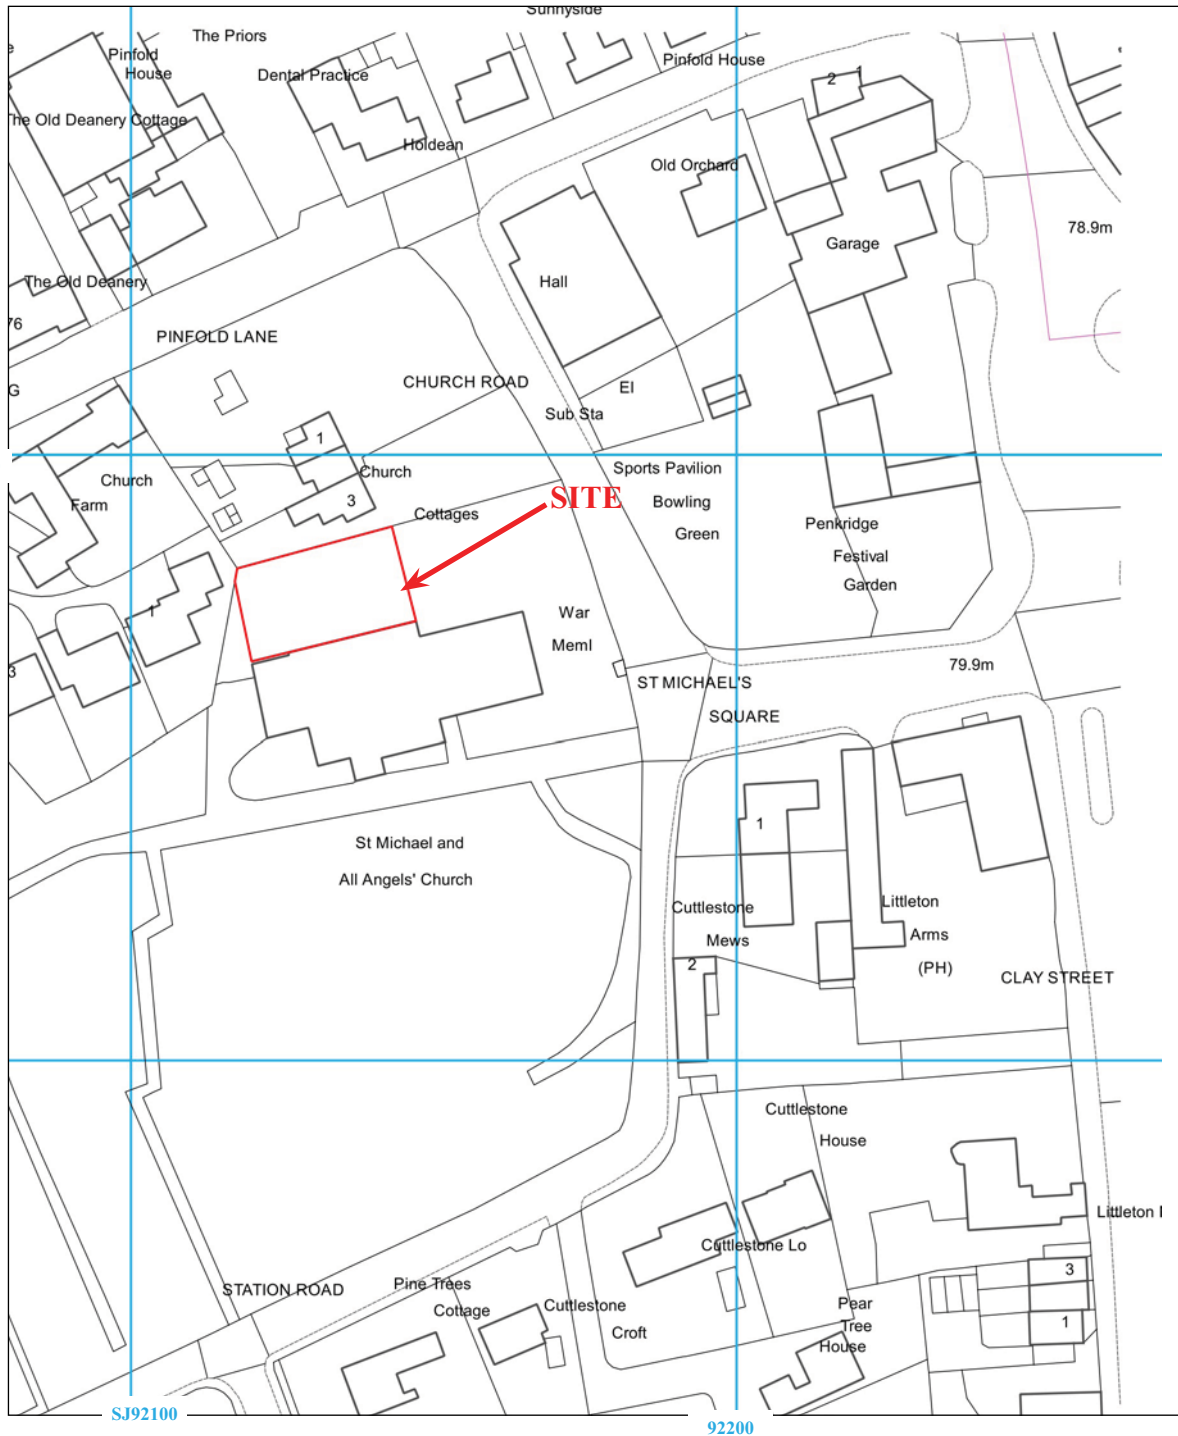 Sunnyside
The Priors
Pinfold
House
Dental Practice
Pinfold House
2
1
The Old Deanery Cottage
Holdean
Old Orchard
78.9m
Garage
The Old Deanery
Hall
76
PINFOLD LANE
CHURCH ROAD
El
G
Sub Sta
1
Church
Sports Pavilion
Church
Farm
3
SITE
Bowling
Cottages
Green
Penkridge
Festival
Garden
1
War
Meml
79.9m
3
ST MICHAEL'S
SQUARE
1
St Michael and
All Angels' Church
Cuttlestone
Mews
Littleton
Arms
(PH)
2
CLAY STREET
Cuttlestone
House
Littleton
Cuttlestone Lo
3
STATION ROAD
Pine Trees
Cottage
Cuttlestone
Croft
Pear
Tree
House
1
SJ92100
92200